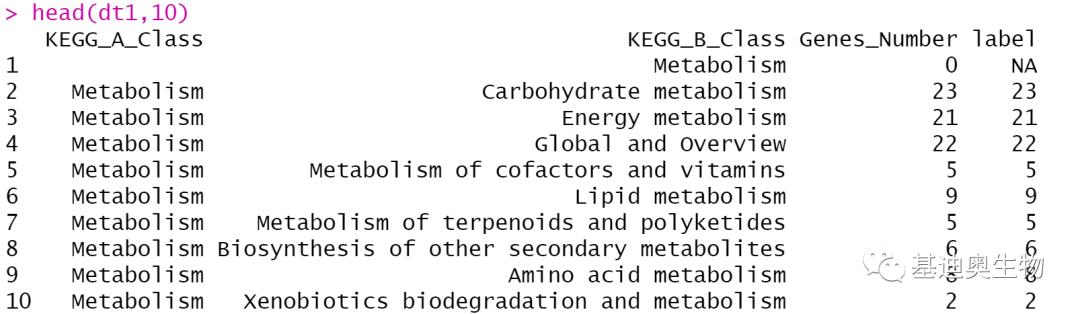 > head(dt1,10)
KEGG_A_Class KEGG_B_Class Genes_Number label
1 Metabolism 0 NA
2 Metabolism Carbohydrate metabolism 23 23
3 Metabolism Energy metabolism 21 21
4 Metabolism Global and Overview 22 22
5 Metabolism Metabolism of cofactors and vitamins 5 5
6 Metabolism Lipid metabolism 9 9
7 Metabolism Metabolism of terpenoids and polyketides 5 5
8 Metabolism Biosynthesis of other secondary metabolites 6 6
9 Metabolism Amino acid metabolism 8
基迪奥生物
10 Metabolism Xenobiotics biodegradation and metabolism 2 2